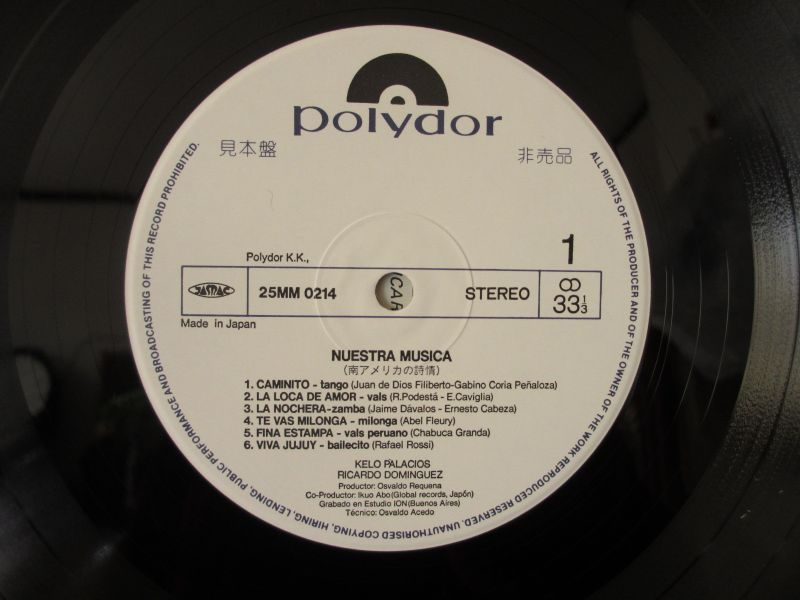 polydor
見本盤
非売品
Polydor K.K.,
1
JASRAC
25MM 0214
STEREO
33 1/3
Made in Japan
NUESTRA MUSICA
(南アメリカの詩情)
1. CAMINITO - tango (Juan de Dios Filiberto-Gabino Coria Peñaloza)
2. LA LOCA DE AMOR - vals (R.Podestá - E.Caviglia)
3. LA NOCHERA-zamba (Jaime Dávalos - Ernesto Cabeza)
4. TE VAS MILONGA - milonga (Abel Fleury)
5. FINA ESTAMPA - vals peruano (Chabuca Granda)
6. VIVA JUJUY - bailecito (Rafael Rossi)
KELO PALACIOS
RICARDO DOMINGUEZ
Productor: Osvaldo Requena
Co-Productor: Ikuo Abo(Global records, Japón)
Grabado en Estudio ION(Buenos Aires)
Técnico: Osvaldo Acedo
ALL RIGHTS OF THE PRODUCER AND OF THE OWNER OF THE WORK REPRODUCED RESERVED. UNAUTHORISED COPYING, HIRING, LENDING, PUBLIC PERFORMANCE AND BROADCASTING OF THIS RECORD PROHIBITED.